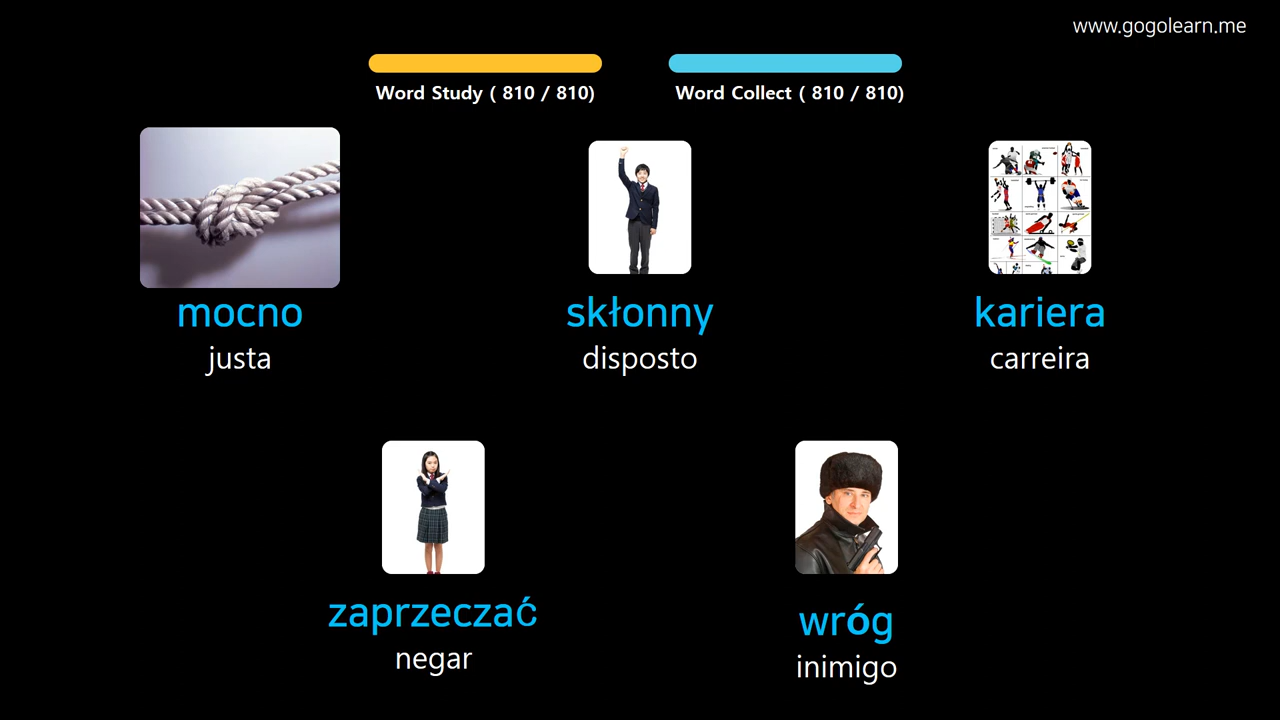 www.gogolearn.me
Word Study ( 810 / 810)
Word Collect ( 810 / 810)
mocno
justa
skłonny
disposto
kariera
carreira
zaprzeczać
negar
wróg
inimigo